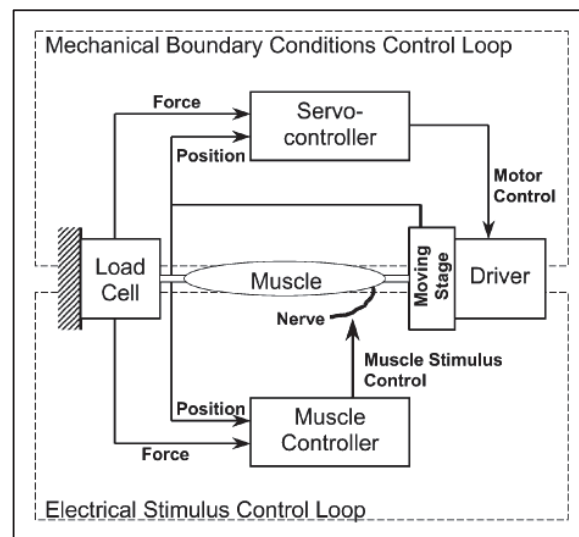 Mechanical Boundary Conditions Control Loop
Force
Servo-
controller
Position
Motor
Control
Load
Cell
Muscle
Moving
Stage
Driver
Nerve
Muscle Stimulus
Control
Position
Muscle
Controller
Force
Electrical Stimulus Control Loop